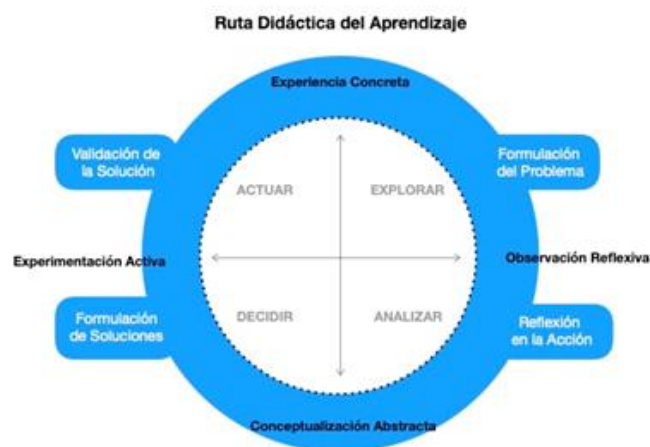 Ruta Didáctica del Aprendizaje
Experiencia Concreta
Validación de
la Solución
Formulación
del Problema
ACTUAR
EXPLORAR
Experimentación Activa
Observación Reflexiva
Formulación
de Soluciones
DECIDIR
ANALIZAR
Reflexión
en la Acción
Conceptualización Abstracta